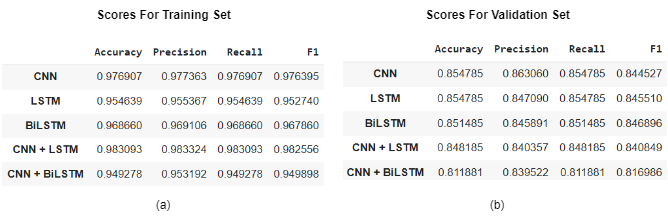 Scores For Training Set
Accuracy Precision Recall F1
CNN 0.976907 0.977363 0.976907 0.976395
LSTM 0.954639 0.955367 0.954639 0.952740
BiLSTM 0.968660 0.969106 0.968660 0.967860
CNN + LSTM 0.983093 0.983324 0.983093 0.982556
CNN + BiLSTM 0.949278 0.953192 0.949278 0.949898
(a)
Scores For Validation Set
Accuracy Precision Recall F1
CNN 0.854785 0.863060 0.854785 0.844527
LSTM 0.854785 0.847090 0.854785 0.845510
BiLSTM 0.851485 0.845891 0.851485 0.846896
CNN + LSTM 0.848185 0.840357 0.848185 0.840849
CNN + BiLSTM 0.811881 0.839522 0.811881 0.816986
(b)